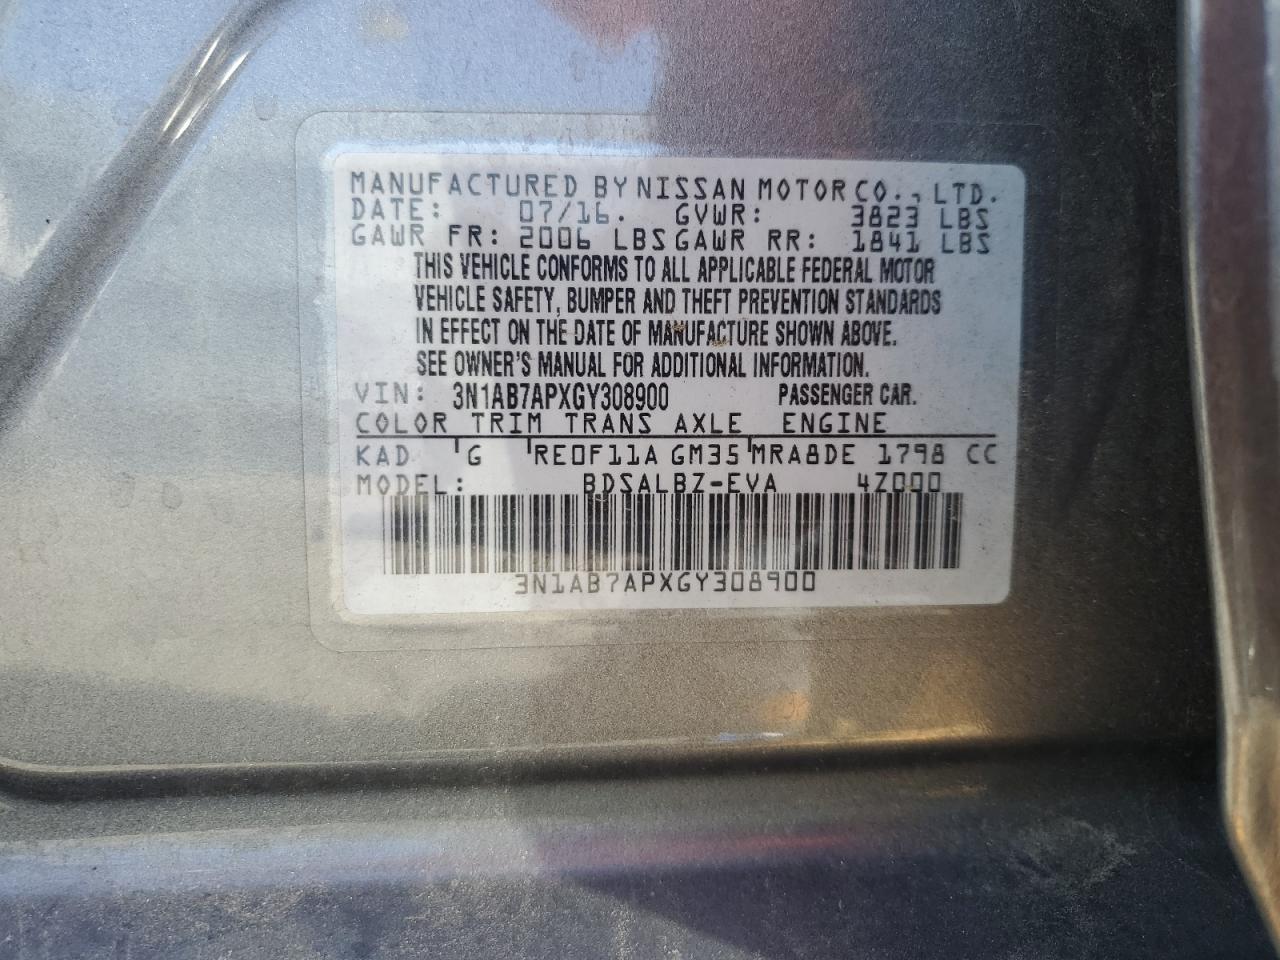 MANUFACTURED BY NISSAN MOTOR CO., LTD.
DATE: 07/16. GVWR: 3823 LBS
GAWR FR: 2006 LBS GAWR RR: 1841 LBS
THIS VEHICLE CONFORMS TO ALL APPLICABLE FEDERAL MOTOR
VEHICLE SAFETY, BUMPER AND THEFT PREVENTION STANDARDS
IN EFFECT ON THE DATE OF MANUFACTURE SHOWN ABOVE.
SEE OWNER'S MANUAL FOR ADDITIONAL INFORMATION.
VIN: 3N1AB7APXGY308900 PASSENGER CAR.
COLOR TRIM TRANS AXLE ENGINE
KAD G RE0F11A GM35 MRA8DE 1798 CC
MODEL: BDSALBZ-EVA 4Z000
3N1AB7APXGY308900